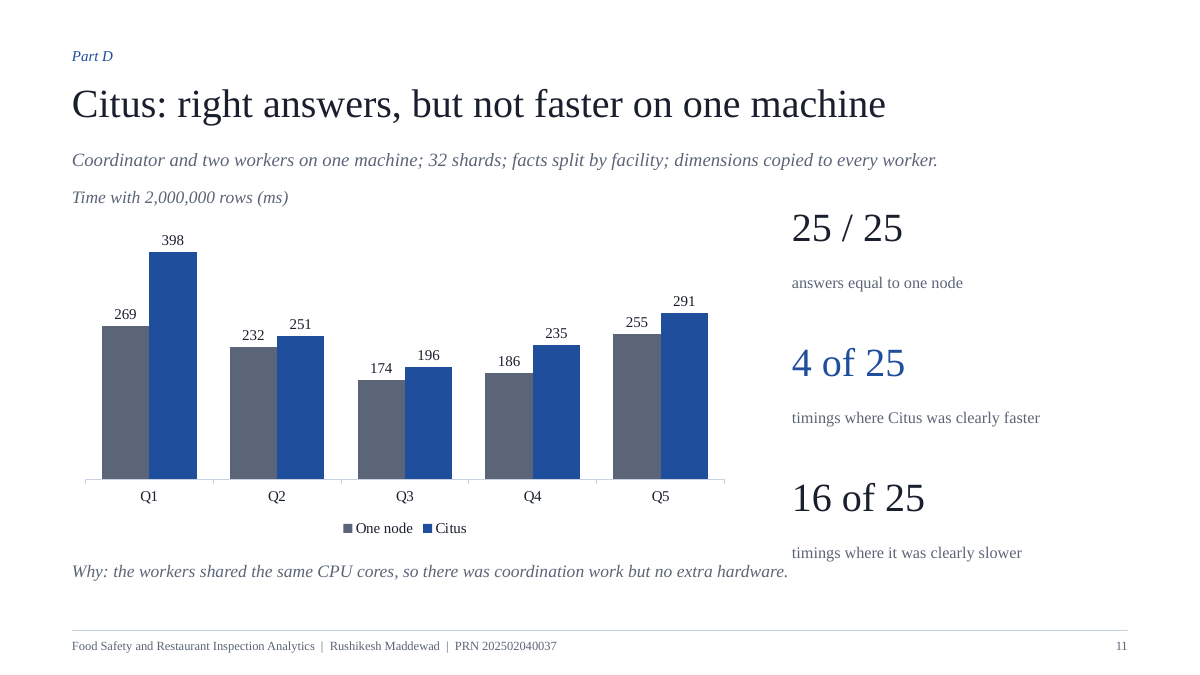 Part D
Citus: right answers, but not faster on one machine
Coordinator and two workers on one machine; 32 shards; facts split by facility; dimensions copied to every worker.
Time with 2,000,000 rows (ms)
269 398 232 251 174 196 186 235 255 291
Q1 Q2 Q3 Q4 Q5
One node Citus
25 / 25
answers equal to one node
4 of 25
timings where Citus was clearly faster
16 of 25
timings where it was clearly slower
Why: the workers shared the same CPU cores, so there was coordination work but no extra hardware.
Food Safety and Restaurant Inspection Analytics | Rushikesh Maddewad | PRN 202502040037
11